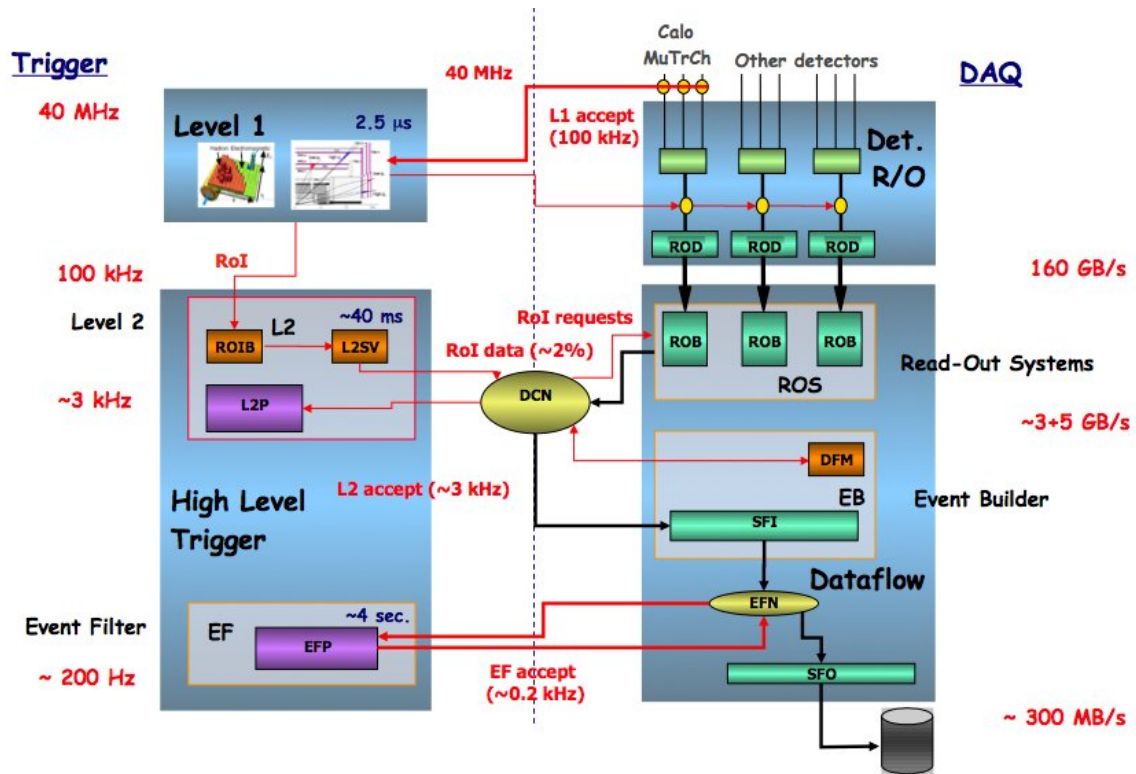 Calo
MuTrCh
Other detectors
Trigger
DAQ
40 MHz
40 MHz
L1 accept
(100 kHz)
Level 1
2.5 μs
Det.
R/O
ROD
ROD
ROD
100 kHz
RoI
160 GB/s
Level 2
L2
~40 ms
ROIB
L2SV
RoI requests
RoI data (~2%)
ROB
ROB
ROB
ROS
Read-Out Systems
DCN
L2P
~3 kHz
~3+5 GB/s
DFM
L2 accept (~3 kHz)
EB
Event Builder
High Level
Trigger
SFI
Dataflow
EFN
Event Filter
EF
~4 sec.
EFP
~ 200 Hz
EF accept
(~0.2 kHz)
SFO
~ 300 MB/s